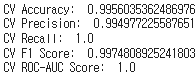 CV Accuracy:  0.9956035362486976
CV Precision:  0.994977225587651
CV Recall:  1.0
CV F1 Score:  0.9974808925241803
CV ROC-AUC Score:  1.0